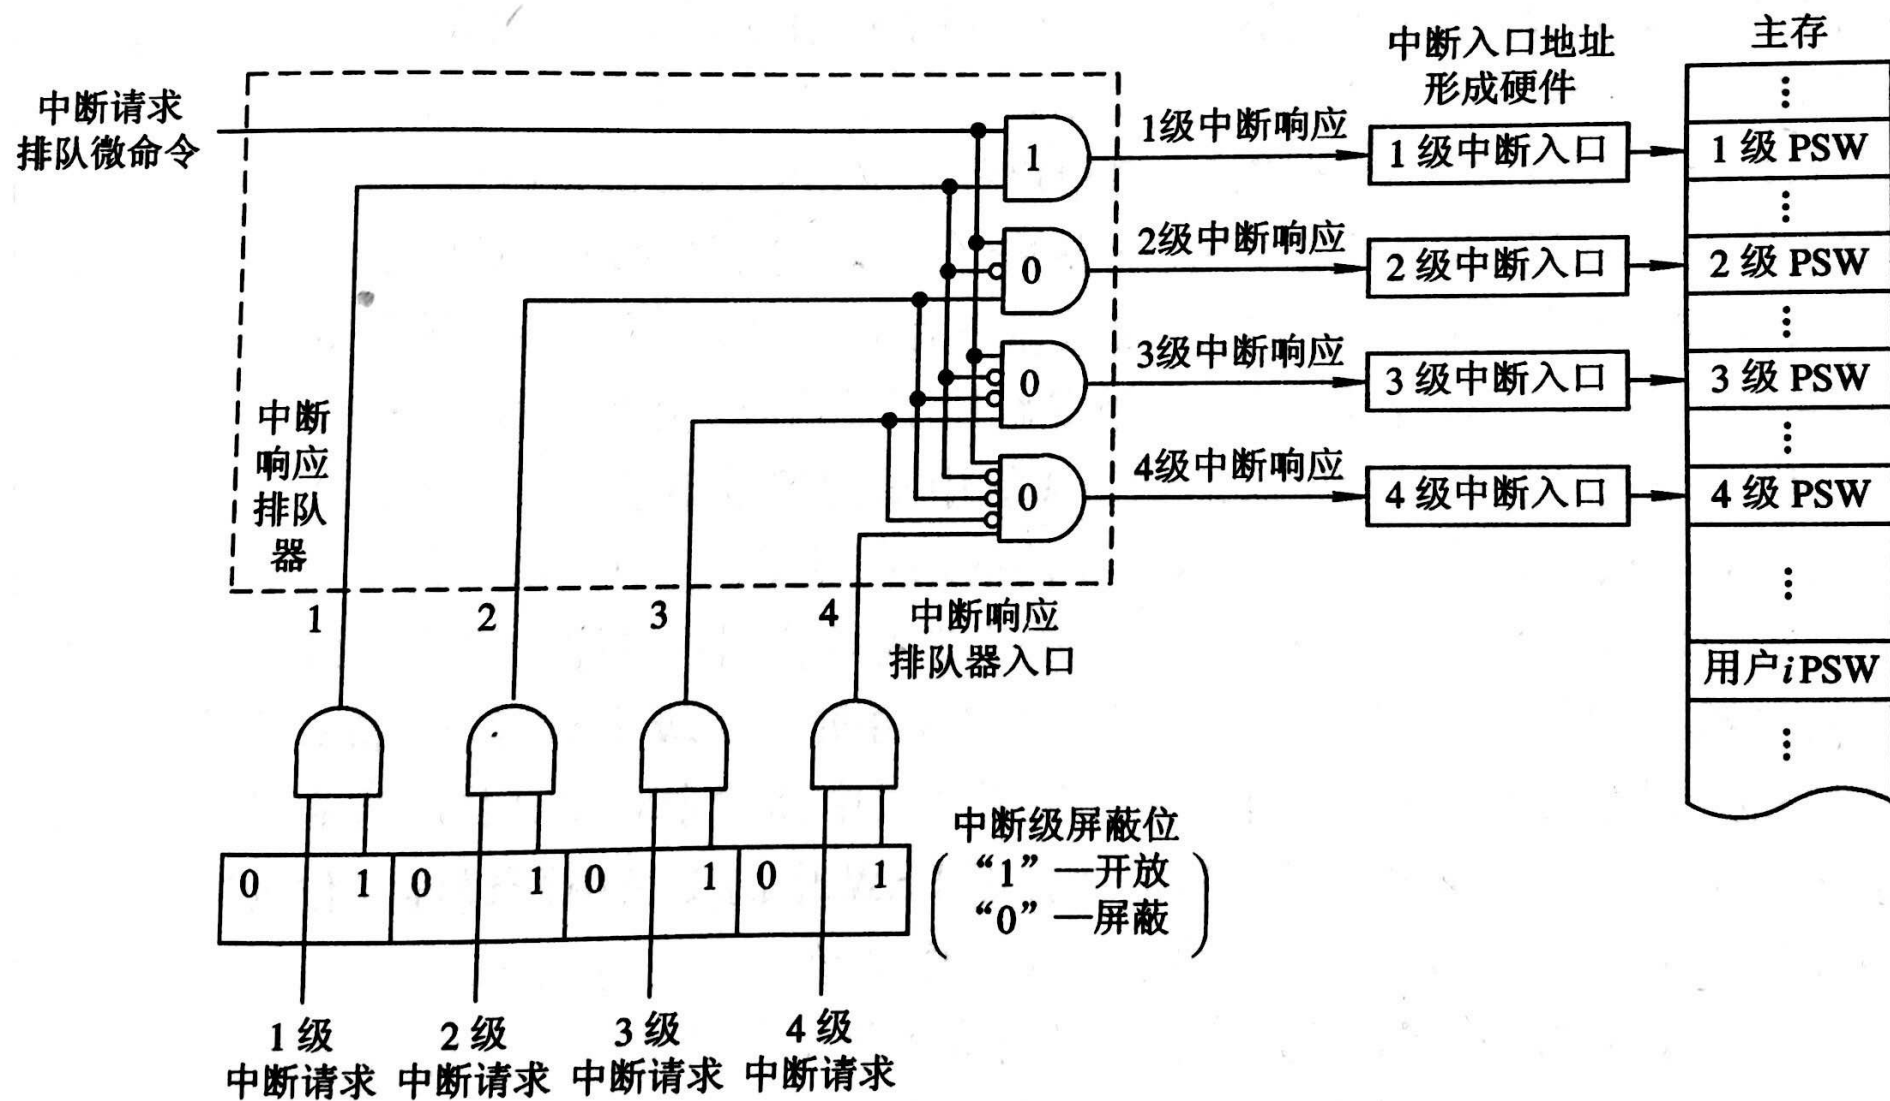 中断请求
排队微命令
中断入口地址
形成硬件
主存
⋮
1
1级中断响应
1级中断入口
1级 PSW
⋮
0
2级中断响应
2级中断入口
2级 PSW
⋮
0
3级中断响应
3级中断入口
3级 PSW
⋮
0
4级中断响应
4级中断入口
4级 PSW
⋮
中断
响应
排队
器
1
2
3
4
中断响应
排队器入口
用户iPSW
⋮
0 1 0 1 0 1 0 1
中断级屏蔽位
“1”—开放
“0”—屏蔽
1级
中断请求
2级
中断请求
3级
中断请求
4级
中断请求